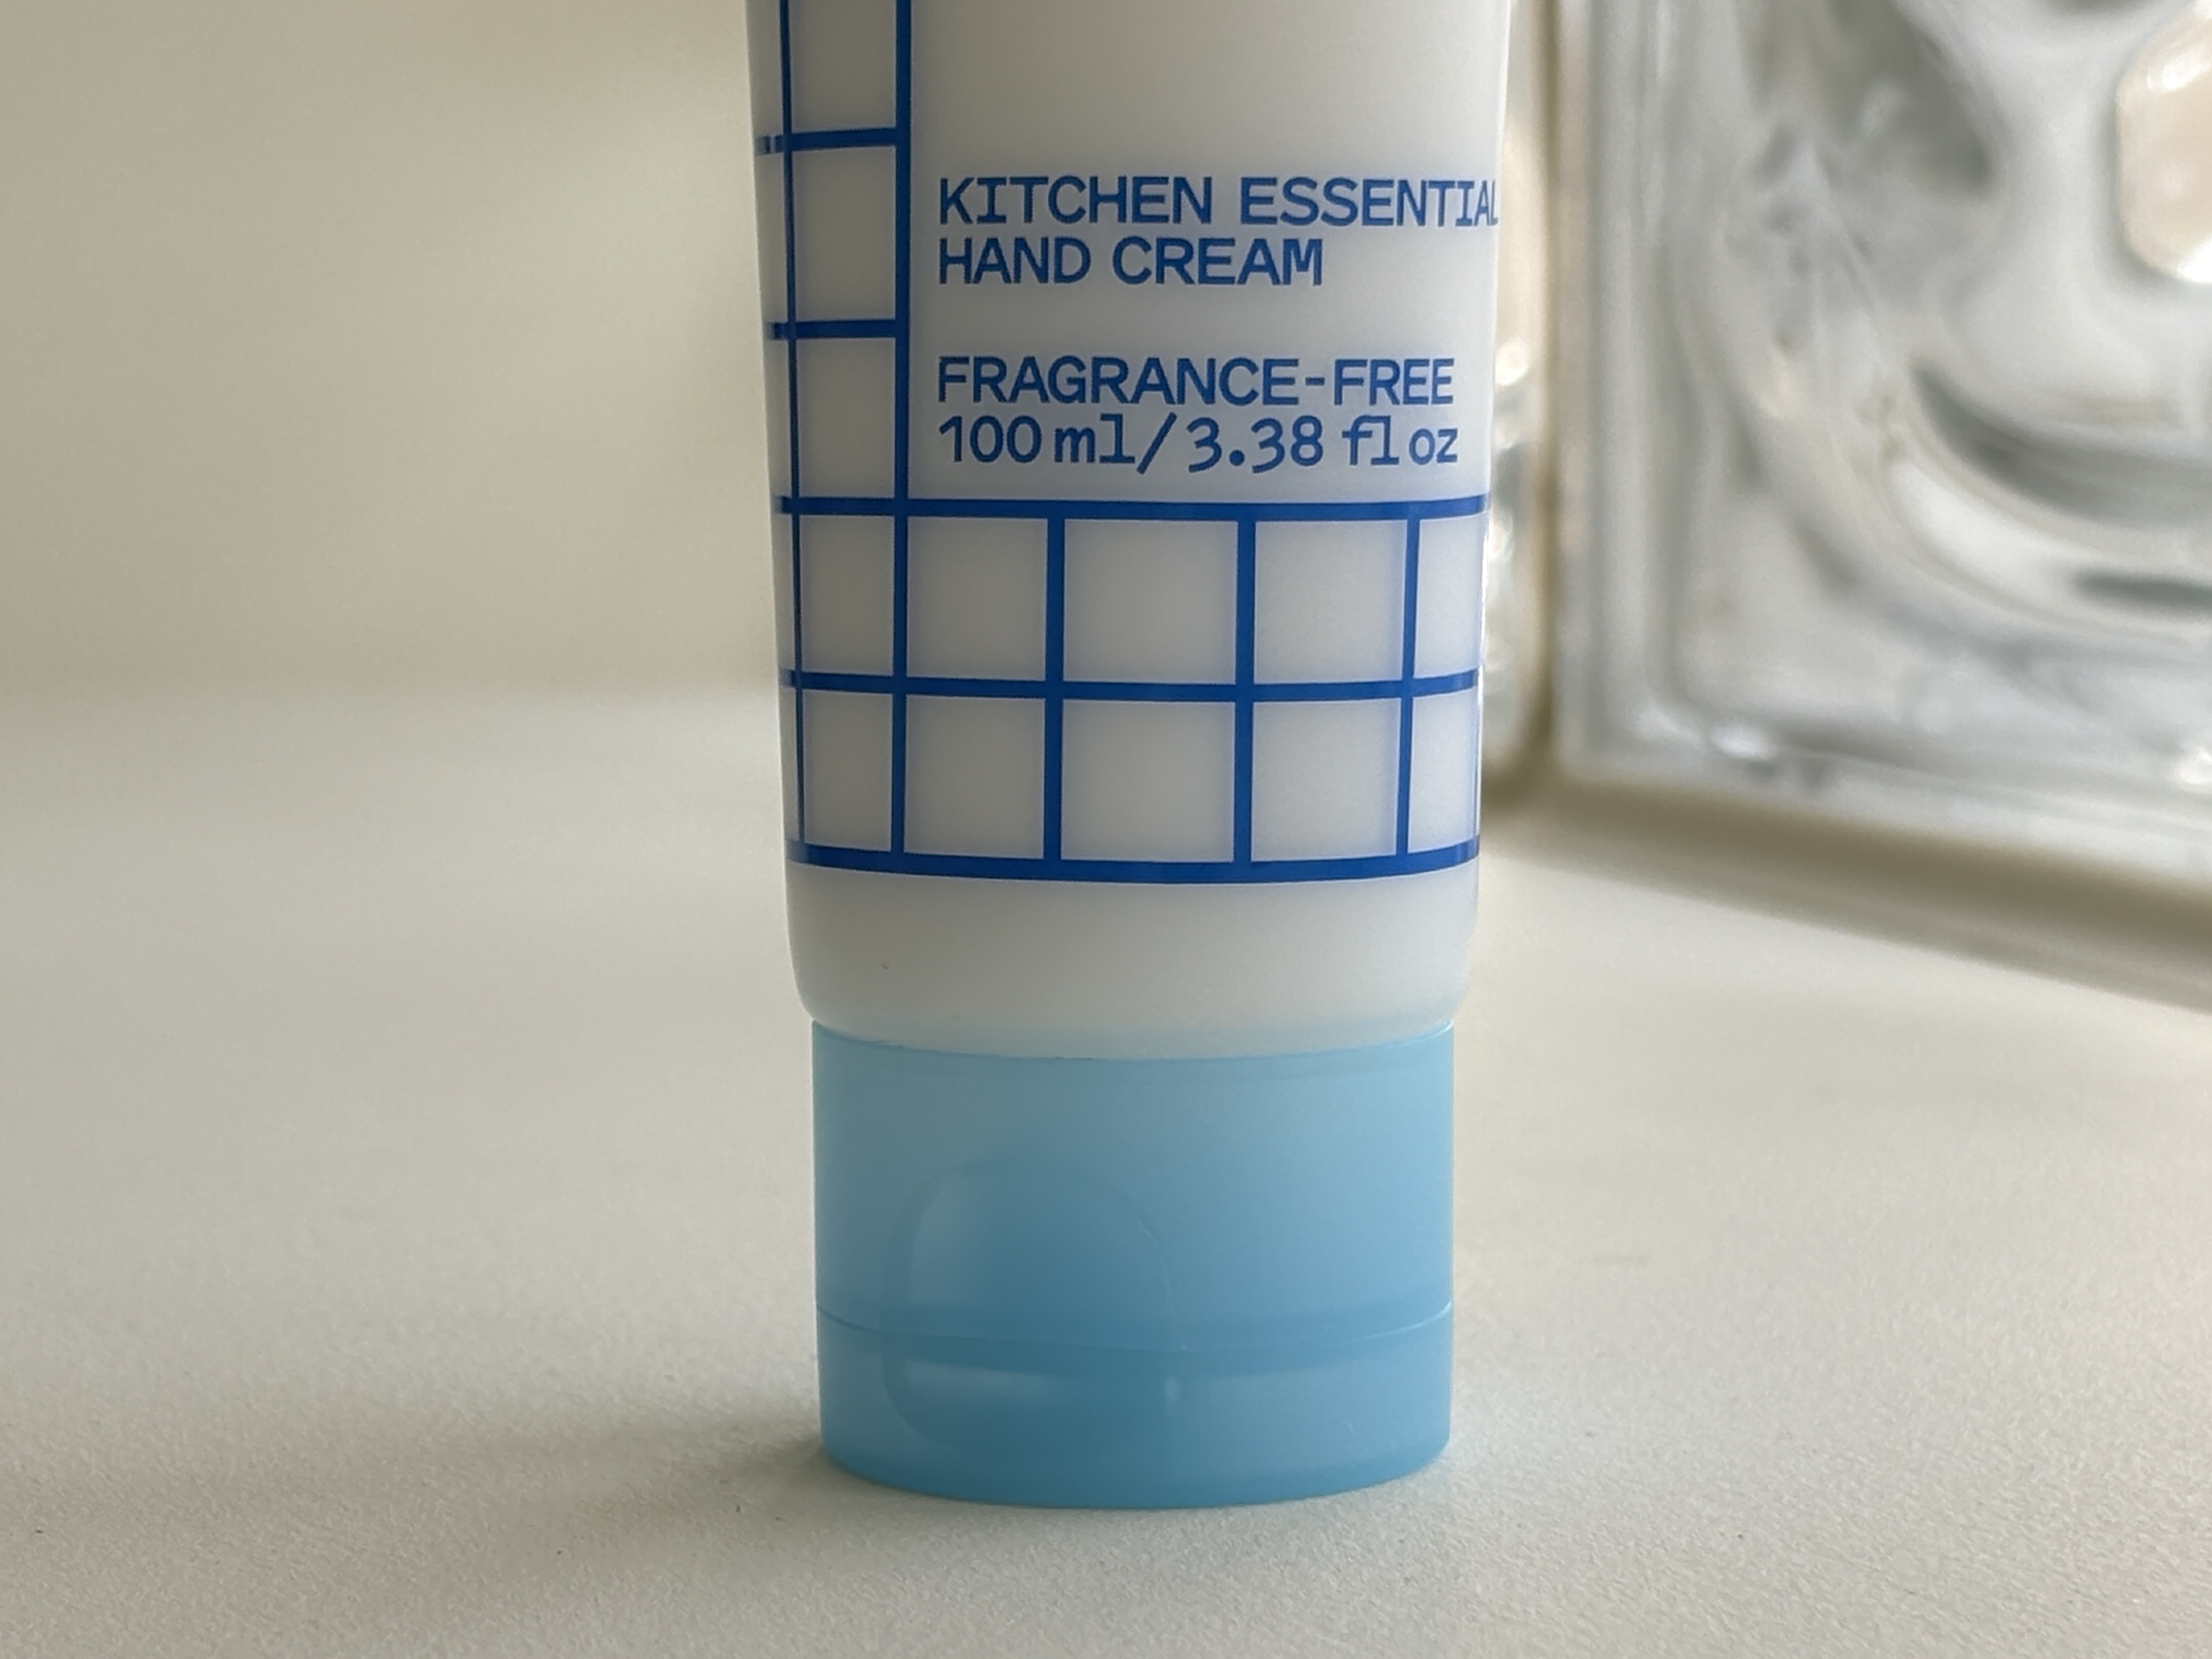 KITCHEN ESSENTIAL
HAND CREAM
FRAGRANCE-FREE
100 ml/3.38 fl oz